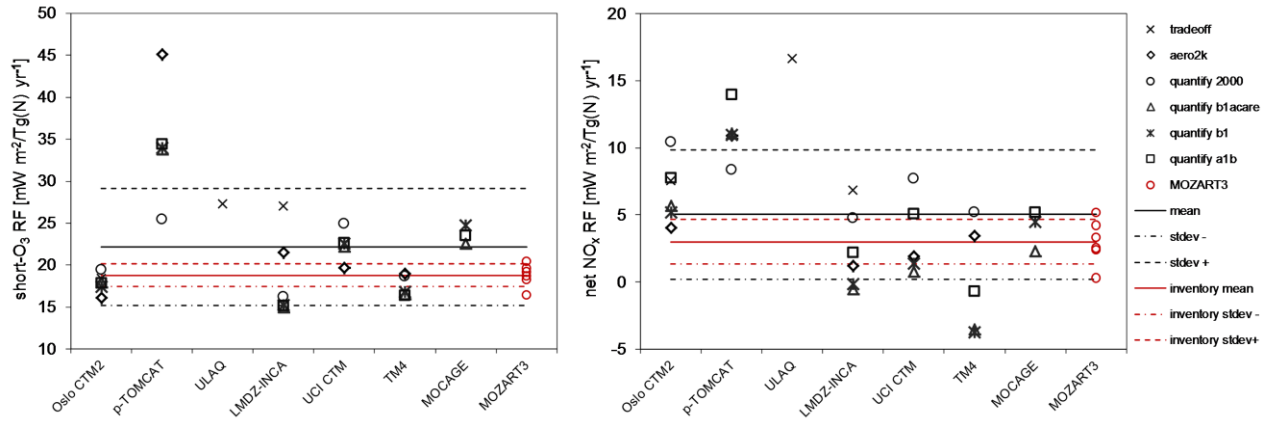 short-O₃ RF [mW m⁻²/Tg(N) yr⁻¹]
50
45
40
35
30
25
20
15
10
Oslo CTM2
p-TOMCAT
ULAQ
LMDZ-INCA
UCI CTM
TM4
MOCAGE
MOZART3
net NOₓ RF [mW m⁻²/Tg(N) yr⁻¹]
20
15
10
5
0
−5
Oslo CTM2
p-TOMCAT
ULAQ
LMDZ-INCA
UCI CTM
TM4
MOCAGE
MOZART3
tradeoff
aero2k
quantify 2000
quantify b1acare
quantify b1
quantify a1b
MOZART3
mean
stdev -
stdev +
inventory mean
inventory stdev -
inventory stdev+